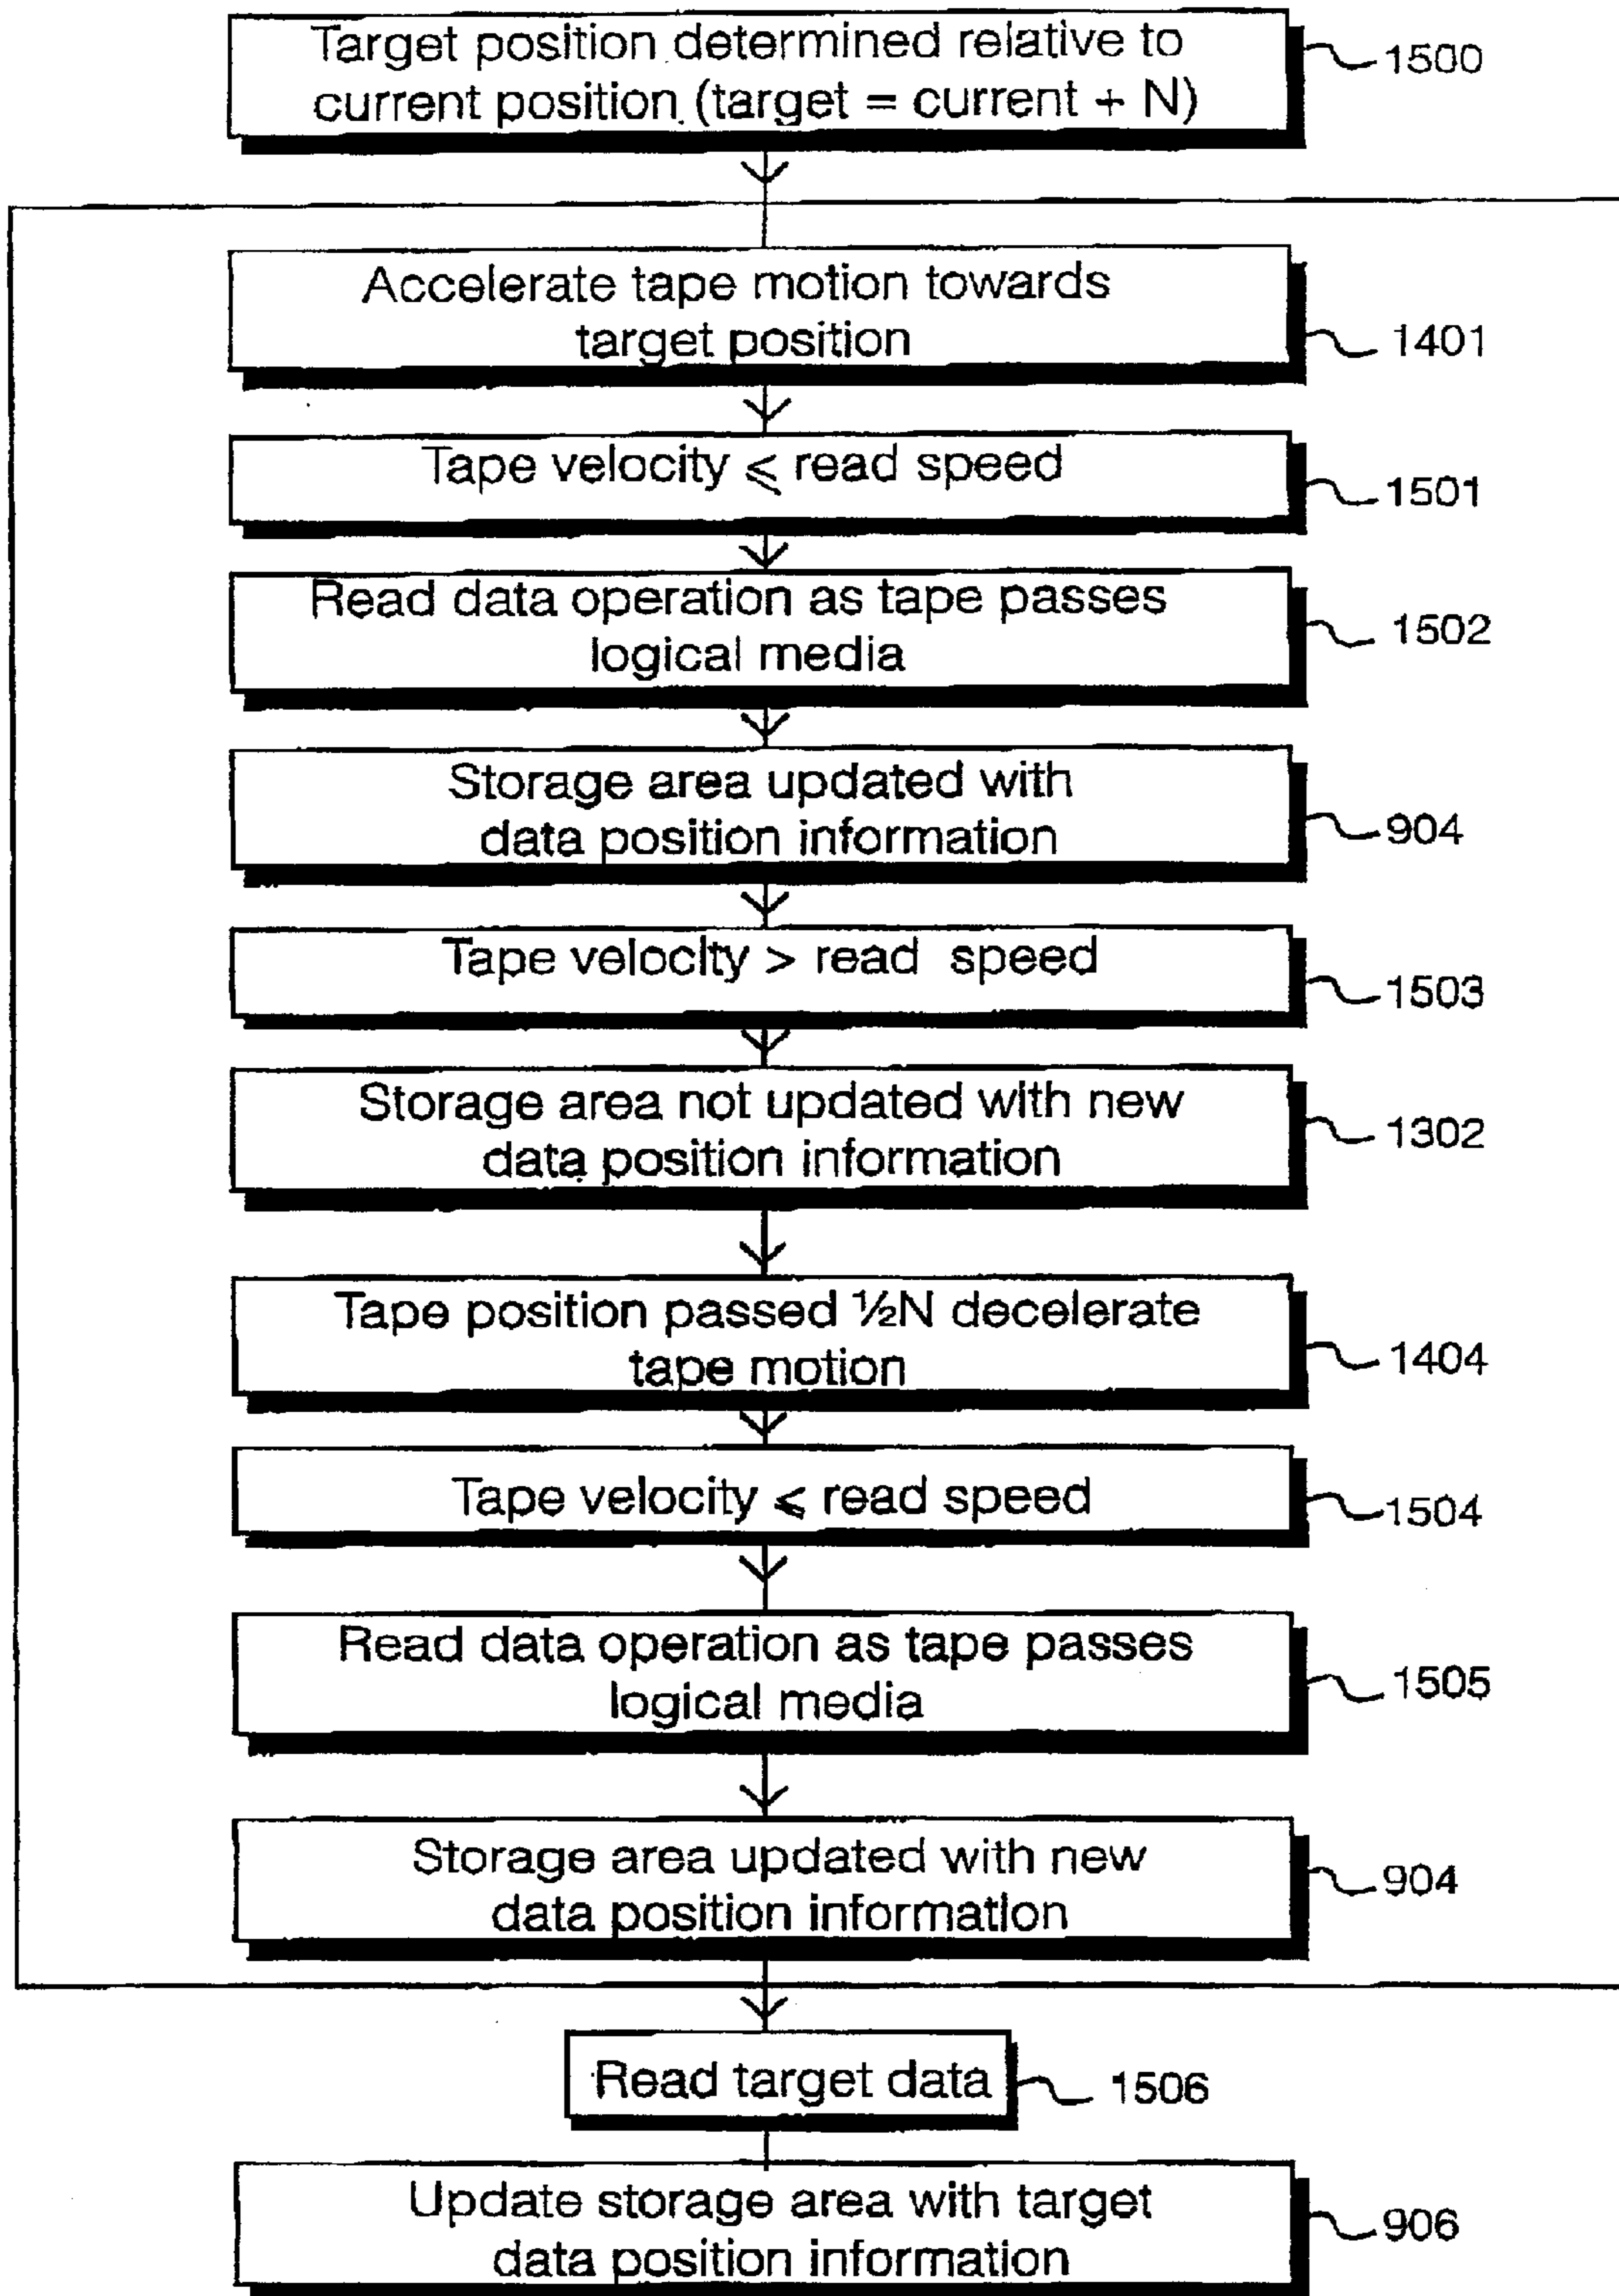 Target position determined relative to
current position (target = current + N)
1500
Accelerate tape motion towards
target position
1401
Tape velocity ⩽ read speed
1501
Read data operation as tape passes
logical media
1502
Storage area updated with
data position information
904
Tape velocity > read speed
1503
Storage area not updated with new
data position information
1302
Tape position passed ½N decelerate
tape motion
1404
Tape velocity ⩽ read speed
1504
Read data operation as tape passes
logical media
1505
Storage area updated with new
data position information
904
Read target data
1506
Update storage area with target
data position information
906